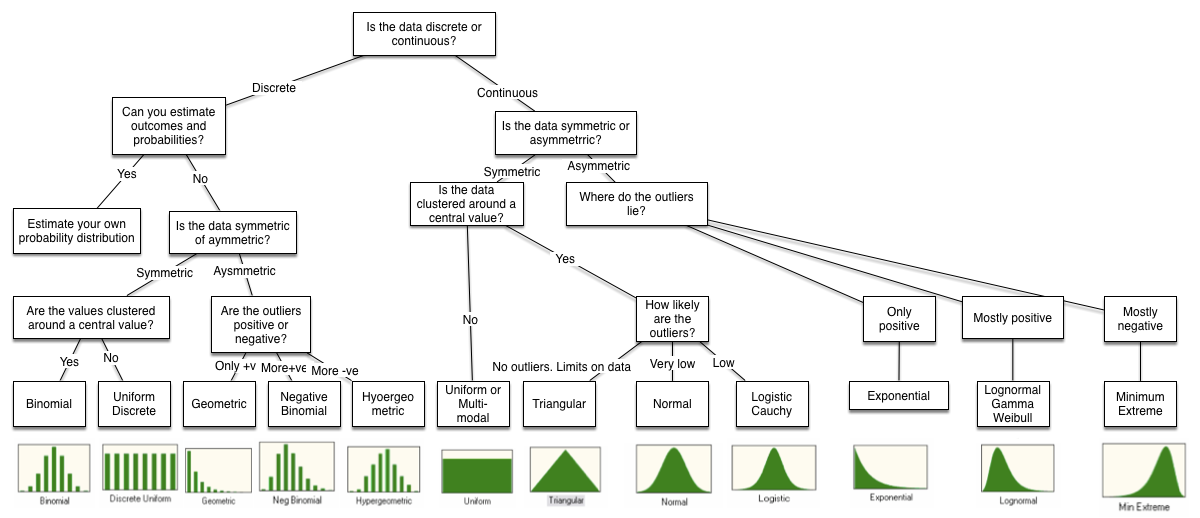 Is the data discrete or
continuous?
Discrete
Continuous
Can you estimate
outcomes and
probabilities?
Is the data symmetric or
asymmetrric?
Yes
No
Symmetric
Asymmetric
Estimate your own
probability distribution
Is the data symmetric
of aymmetric?
Is the data
clustered around a
central value?
Where do the outliers
lie?
Symmetric
Aysmmetric
Yes
Are the values clustered
around a central value?
Are the outliers
positive or
negative?
No
How likely
are the
outliers?
Only
positive
Mostly positive
Mostly
negative
Yes
No
Only +v
More+ve
More -ve
No outliers. Limits on data
Very low
Low
Binomial
Uniform
Discrete
Geometric
Negative
Binomial
Hyoergeo
metric
Uniform or
Multi-
modal
Triangular
Normal
Logistic
Cauchy
Exponential
Lognormal
Gamma
Weibull
Minimum
Extreme
Binomial
Discrete Uniform
Geometric
Neg Binomial
Hypergeometric
Uniform
Triangular
Normal
Logistic
Exponential
Lognormal
Min Extreme